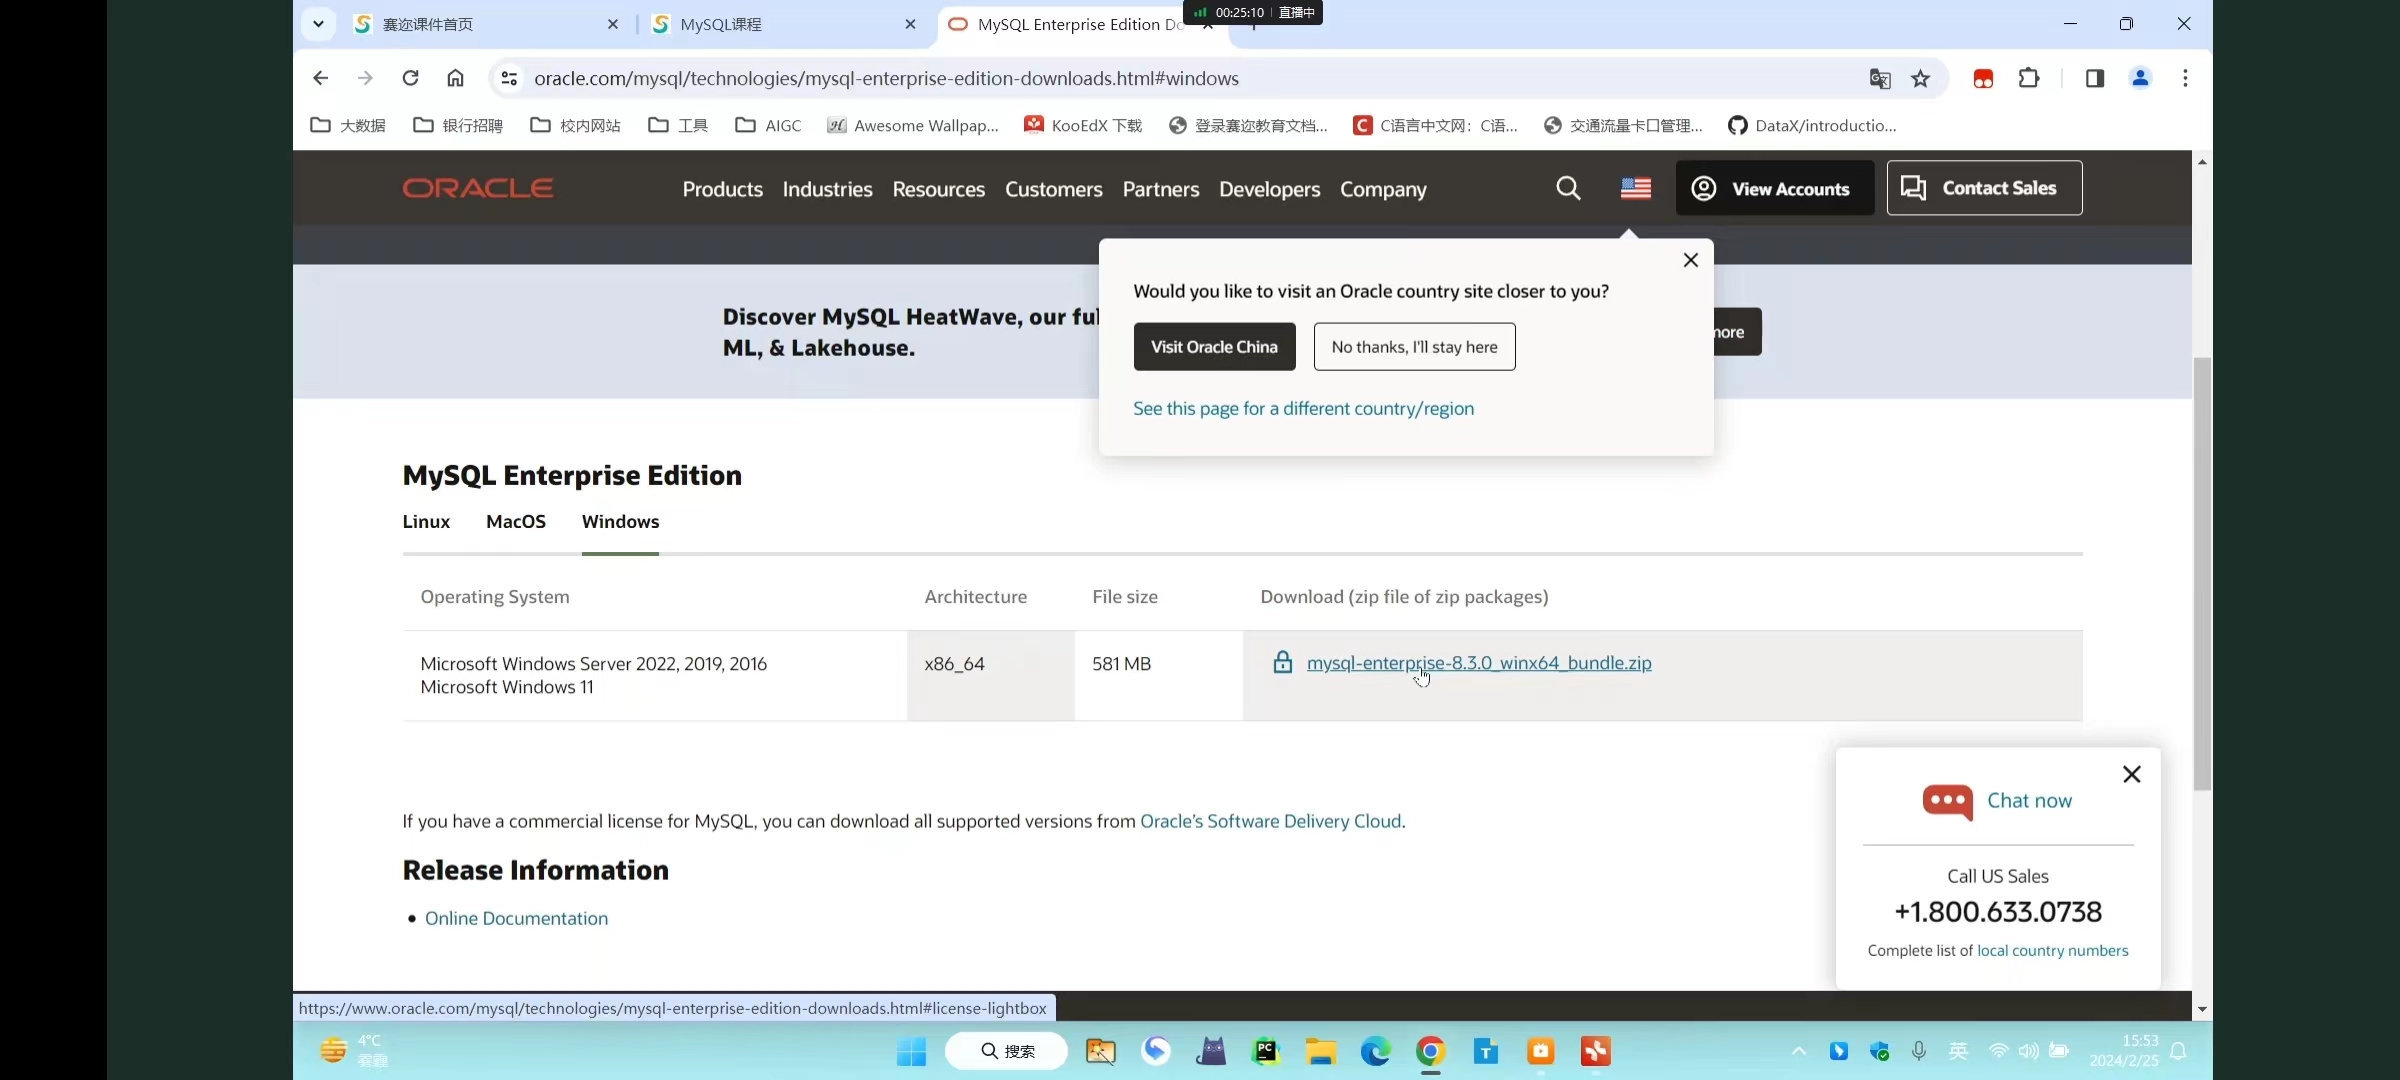 00:25:10 直播中
赛迩课件首页
MySQL课程
MySQL Enterprise Edition Do
oracle.com/mysql/technologies/mysql-enterprise-edition-downloads.html#windows
大数据
银行招聘
校内网站
工具
AIGC
Awesome Wallpap...
KooEdX 下载
登录赛迩教育文档...
C语言中文网：C语...
交通流量卡口管理...
DataX/introductio...
ORACLE
Products Industries Resources Customers Partners Developers Company
View Accounts
Contact Sales
Would you like to visit an Oracle country site closer to you?
Visit Oracle China
No thanks, I'll stay here
See this page for a different country/region
Discover MySQL HeatWave, our ful
ML, & Lakehouse.
more
MySQL Enterprise Edition
Linux MacOS Windows
Operating System Architecture File size Download (zip file of zip packages)
Microsoft Windows Server 2022, 2019, 2016
Microsoft Windows 11
x86_64
581 MB
mysql-enterprise-8.3.0_winx64_bundle.zip
If you have a commercial license for MySQL, you can download all supported versions from Oracle's Software Delivery Cloud.
Release Information
Online Documentation
Chat now
Call US Sales
+1.800.633.0738
Complete list of local country numbers
https://www.oracle.com/mysql/technologies/mysql-enterprise-edition-downloads.html#license-lightbox
4°C
搜索
PC
T
英
15:53
2024/2/25